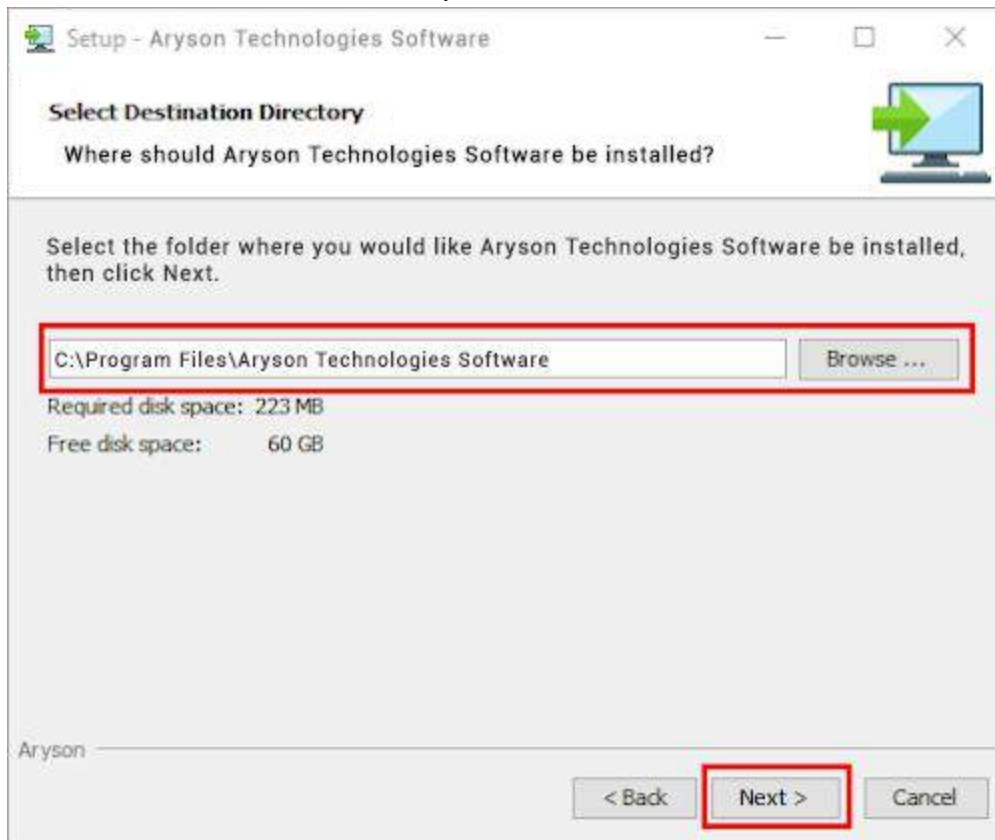 Setup - Aryson Technologies Software
Select Destination Directory
Where should Aryson Technologies Software be installed?
Select the folder where you would like Aryson Technologies Software be installed,
then click Next.
C:\Program Files\Aryson Technologies Software
Browse ...
Required disk space: 223 MB
Free disk space: 60 GB
Aryson
< Back
Next >
Cancel